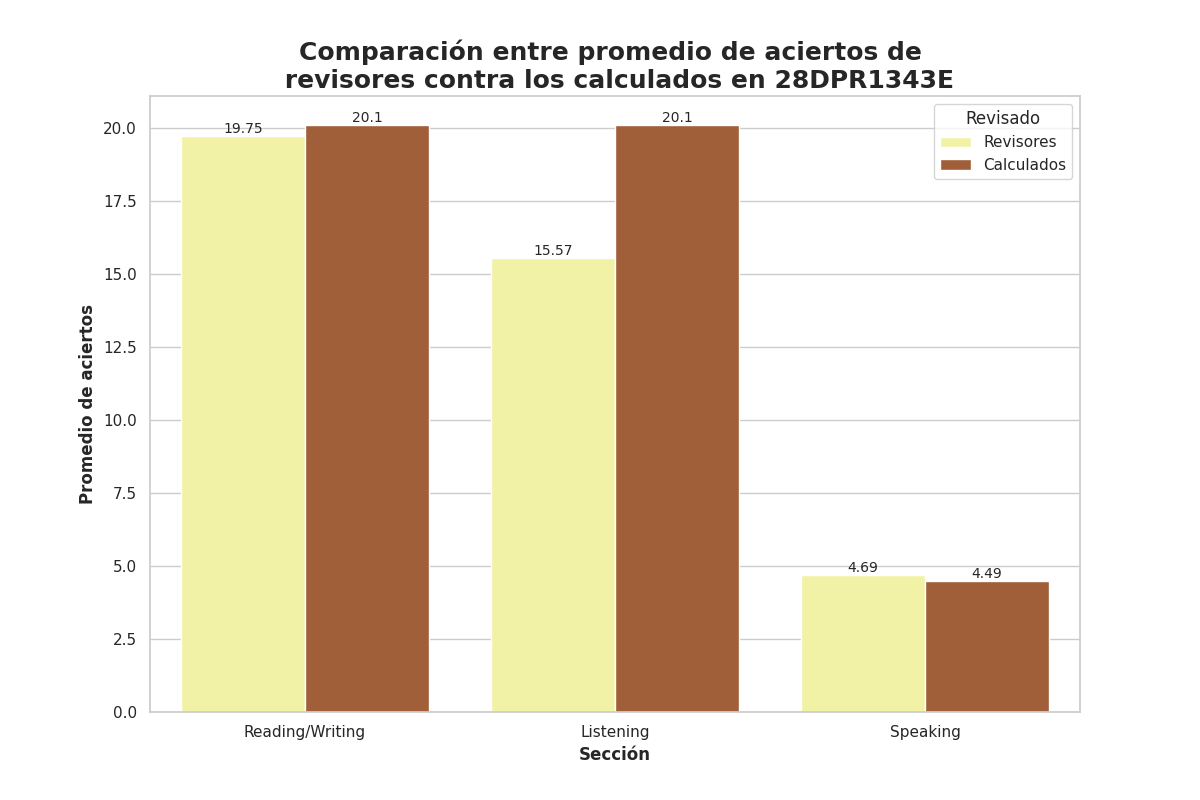 Comparación entre promedio de aciertos de
revisores contra los calculados en 28DPR1343E
Revisado
Revisores
Calculados
Promedio de aciertos
20.0
17.5
15.0
12.5
10.0
7.5
5.0
2.5
0.0
19.75
20.1
15.57
20.1
4.69
4.49
Reading/Writing
Listening
Speaking
Sección